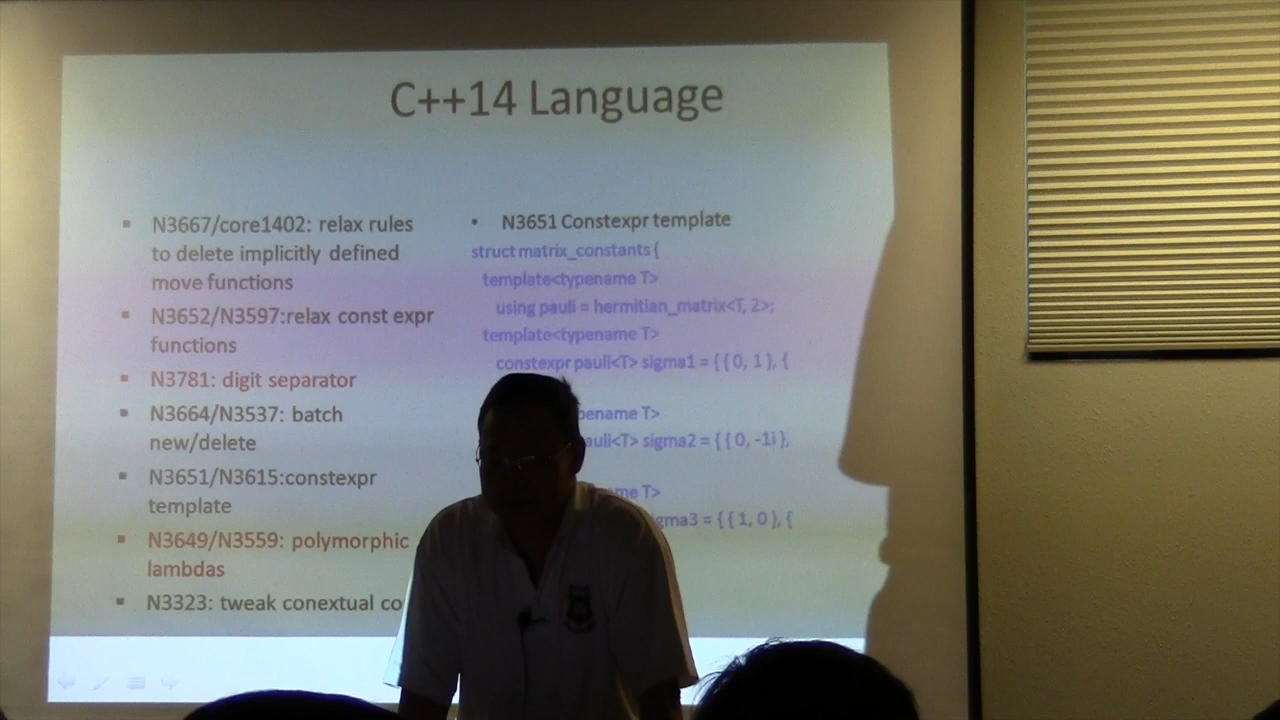 C++14 Language
N3667/core1402: relax rules
to delete implicitly defined
move functions
N3652/N3597:relax const expr
functions
N3781: digit separator
N3664/N3537: batch
new/delete
N3651/N3615:constexpr
template
N3649/N3559: polymorphic
lambdas
N3323: tweak conextual co
N3651 Constexpr template
struct matrix_constants {
template<typename T>
using pauli = hermitian_matrix<T, 2>;
template<typename T>
constexpr pauli<T> sigma1 = { { 0, 1 }, {
pename T>
auli<T> sigma2 = { { 0, -1i },
me T>
gma3 = { { 1, 0 }, {